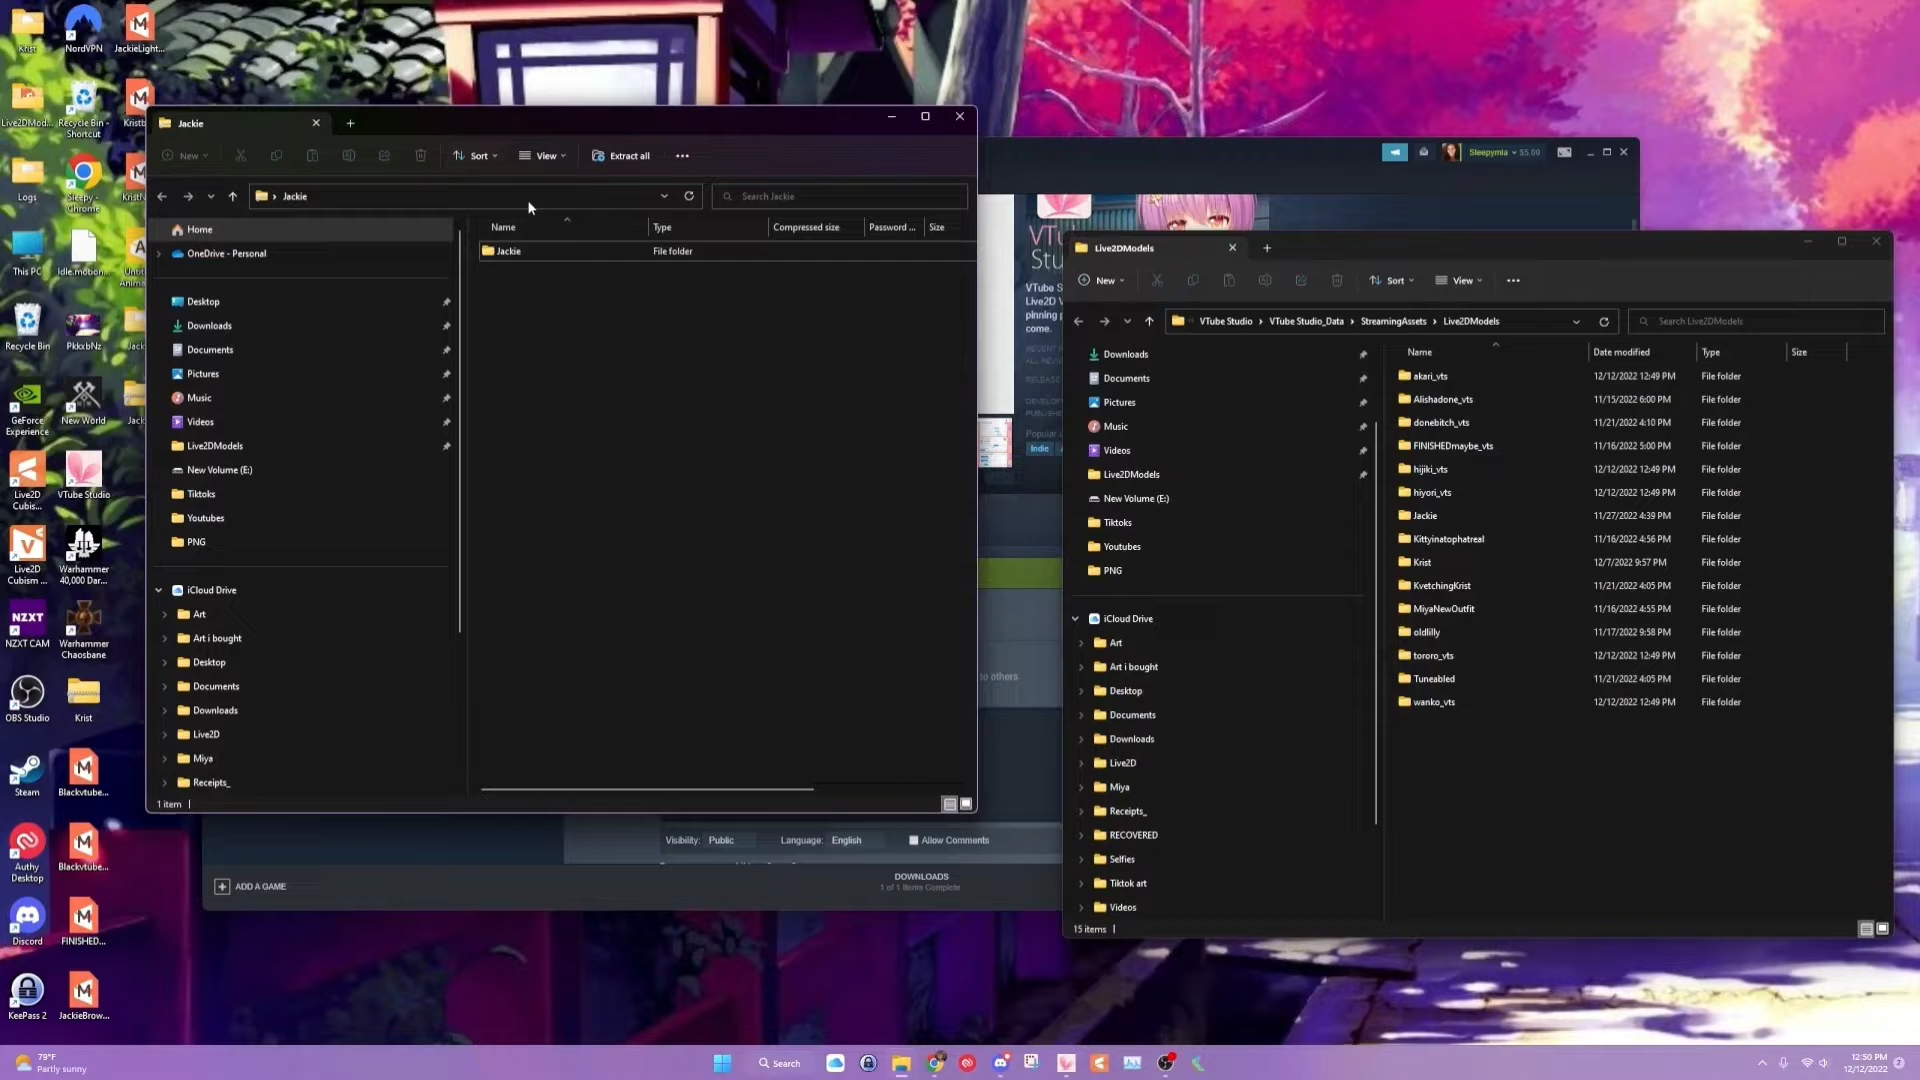 Krist
NordVPN
JackieLight...
Live2DMod...
Recycle Bin -
Shortcut
Logs
Sleepy -
Chrome
This PC
Idle.motion...
Recycle Bin
PkkxbNz
GeForce
Experience
New World
Live2D
Cubis...
VTube Studio
Live2D
Cubism ...
Warhammer
40,000 Dar...
NZXT
NZXT CAM
Warhammer
Chaosbane
OBS Studio
Krist
Steam
Blackvtube...
Authy
Desktop
Blackvtube...
Discord
FINISHED...
KeePass 2
JackieBrow...
Jackie
New
Sort
View
Extract all
Jackie
Search Jackie
Home
OneDrive - Personal
Desktop
Downloads
Documents
Pictures
Music
Videos
Live2DModels
New Volume (E:)
Tiktoks
Youtubes
PNG
iCloud Drive
Art
Art i bought
Desktop
Documents
Downloads
Live2D
Miya
Receipts_
Name
Type
Compressed size
Password ...
Size
Jackie
File folder
1 item
Sleepymia
$5.00
Indie
to others
Visibility: Public
Language: English
Allow Comments
ADD A GAME
DOWNLOADS
1 of 1 Items Complete
Live2DModels
New
Sort
View
VTube Studio > VTube Studio_Data > StreamingAssets > Live2DModels
Search Live2DModels
Downloads
Documents
Pictures
Music
Videos
Live2DModels
New Volume (E:)
Tiktoks
Youtubes
PNG
iCloud Drive
Art
Art i bought
Desktop
Documents
Downloads
Live2D
Miya
Receipts_
RECOVERED
Selfies
Tiktok art
Videos
Name
Date modified
Type
Size
akari_vts 12/12/2022 12:49 PM File folder
Alishadone_vts 11/15/2022 6:00 PM File folder
donebitch_vts 11/21/2022 4:10 PM File folder
FINISHEDmaybe_vts 11/16/2022 5:00 PM File folder
hijiki_vts 12/12/2022 12:49 PM File folder
hiyori_vts 12/12/2022 12:49 PM File folder
Jackie 11/27/2022 4:39 PM File folder
Kittyinatophatreal 11/16/2022 4:56 PM File folder
Krist 12/7/2022 9:57 PM File folder
KvetchingKrist 11/21/2022 4:05 PM File folder
MiyaNewOutfit 11/16/2022 4:55 PM File folder
oldlilly 11/17/2022 9:58 PM File folder
tororo_vts 12/12/2022 12:49 PM File folder
Tuneabled 11/21/2022 4:05 PM File folder
wanko_vts 12/12/2022 12:49 PM File folder
15 items
79°F
Partly sunny
Search
12:50 PM
12/12/2022